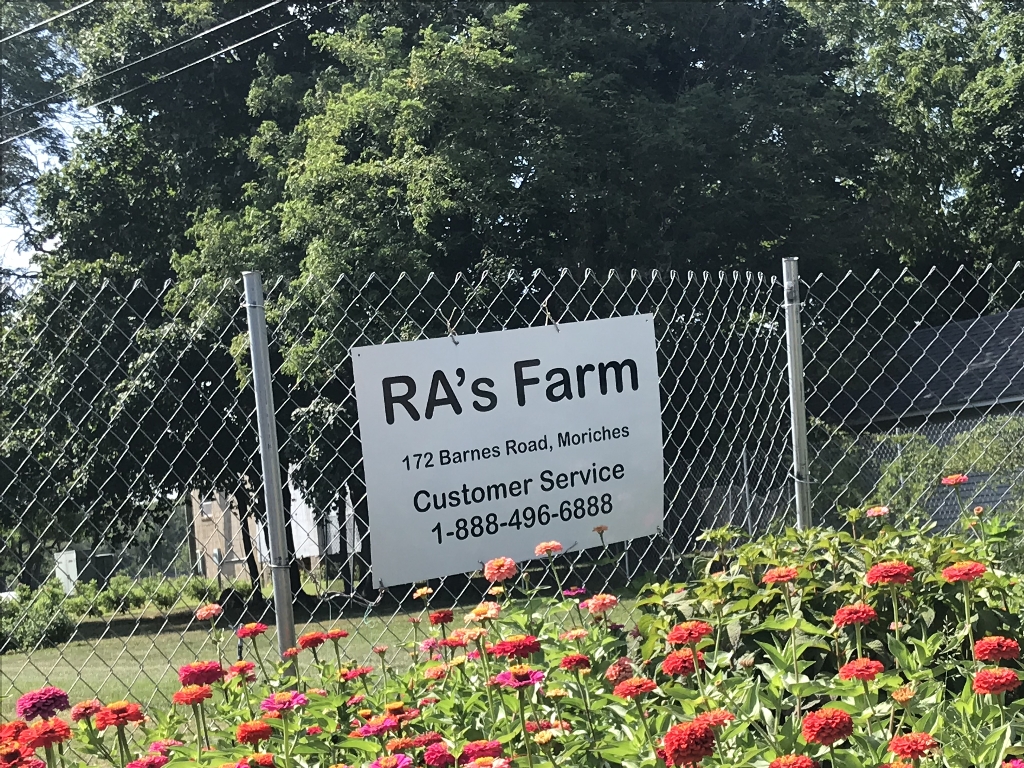 RA's Farm
172 Barnes Road, Moriches
Customer Service
1-888-496-6888